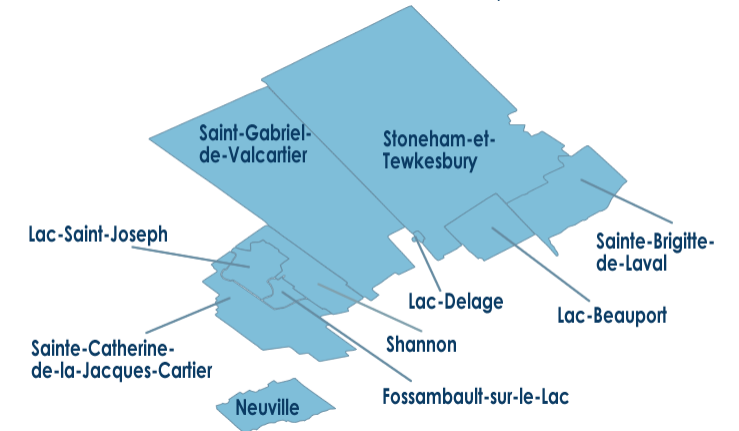 Saint-Gabriel-
de-Valcartier
Stoneham-et-
Tewkesbury
Lac-Saint-Joseph
Sainte-Brigitte-
de-Laval
Lac-Delage
Lac-Beauport
Shannon
Sainte-Catherine-
de-la-Jacques-Cartier
Fossambault-sur-le-Lac
Neuville